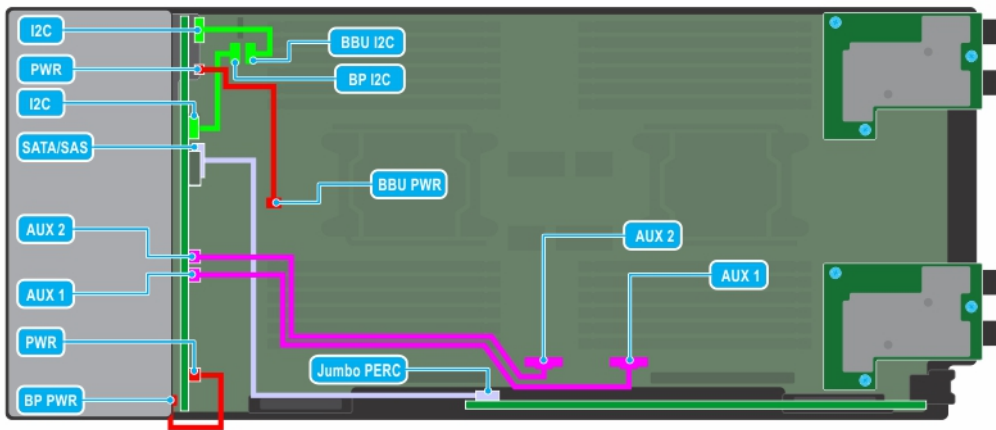 I2C
BBU I2C
PWR
BP I2C
I2C
SATA/SAS
BBU PWR
AUX 2
AUX 2
AUX 1
AUX 1
PWR
Jumbo PERC
BP PWR